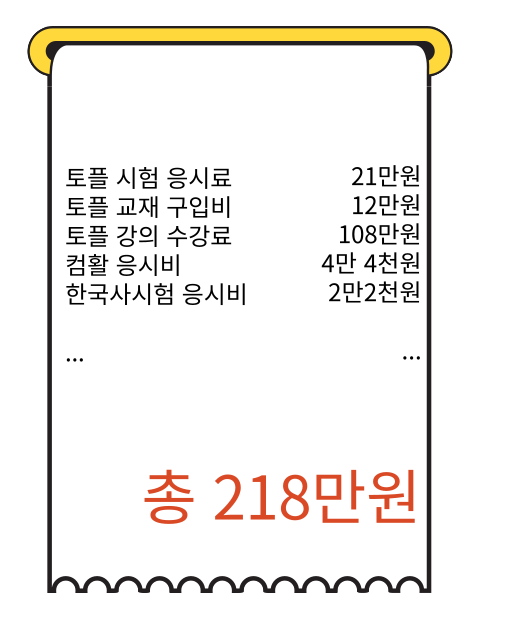 토플 시험 응시료 21만원
토플 교재 구입비 12만원
토플 강의 수강료 108만원
컴활 응시비 4만 4천원
한국사시험 응시비 2만2천원
... ...
총 218만원